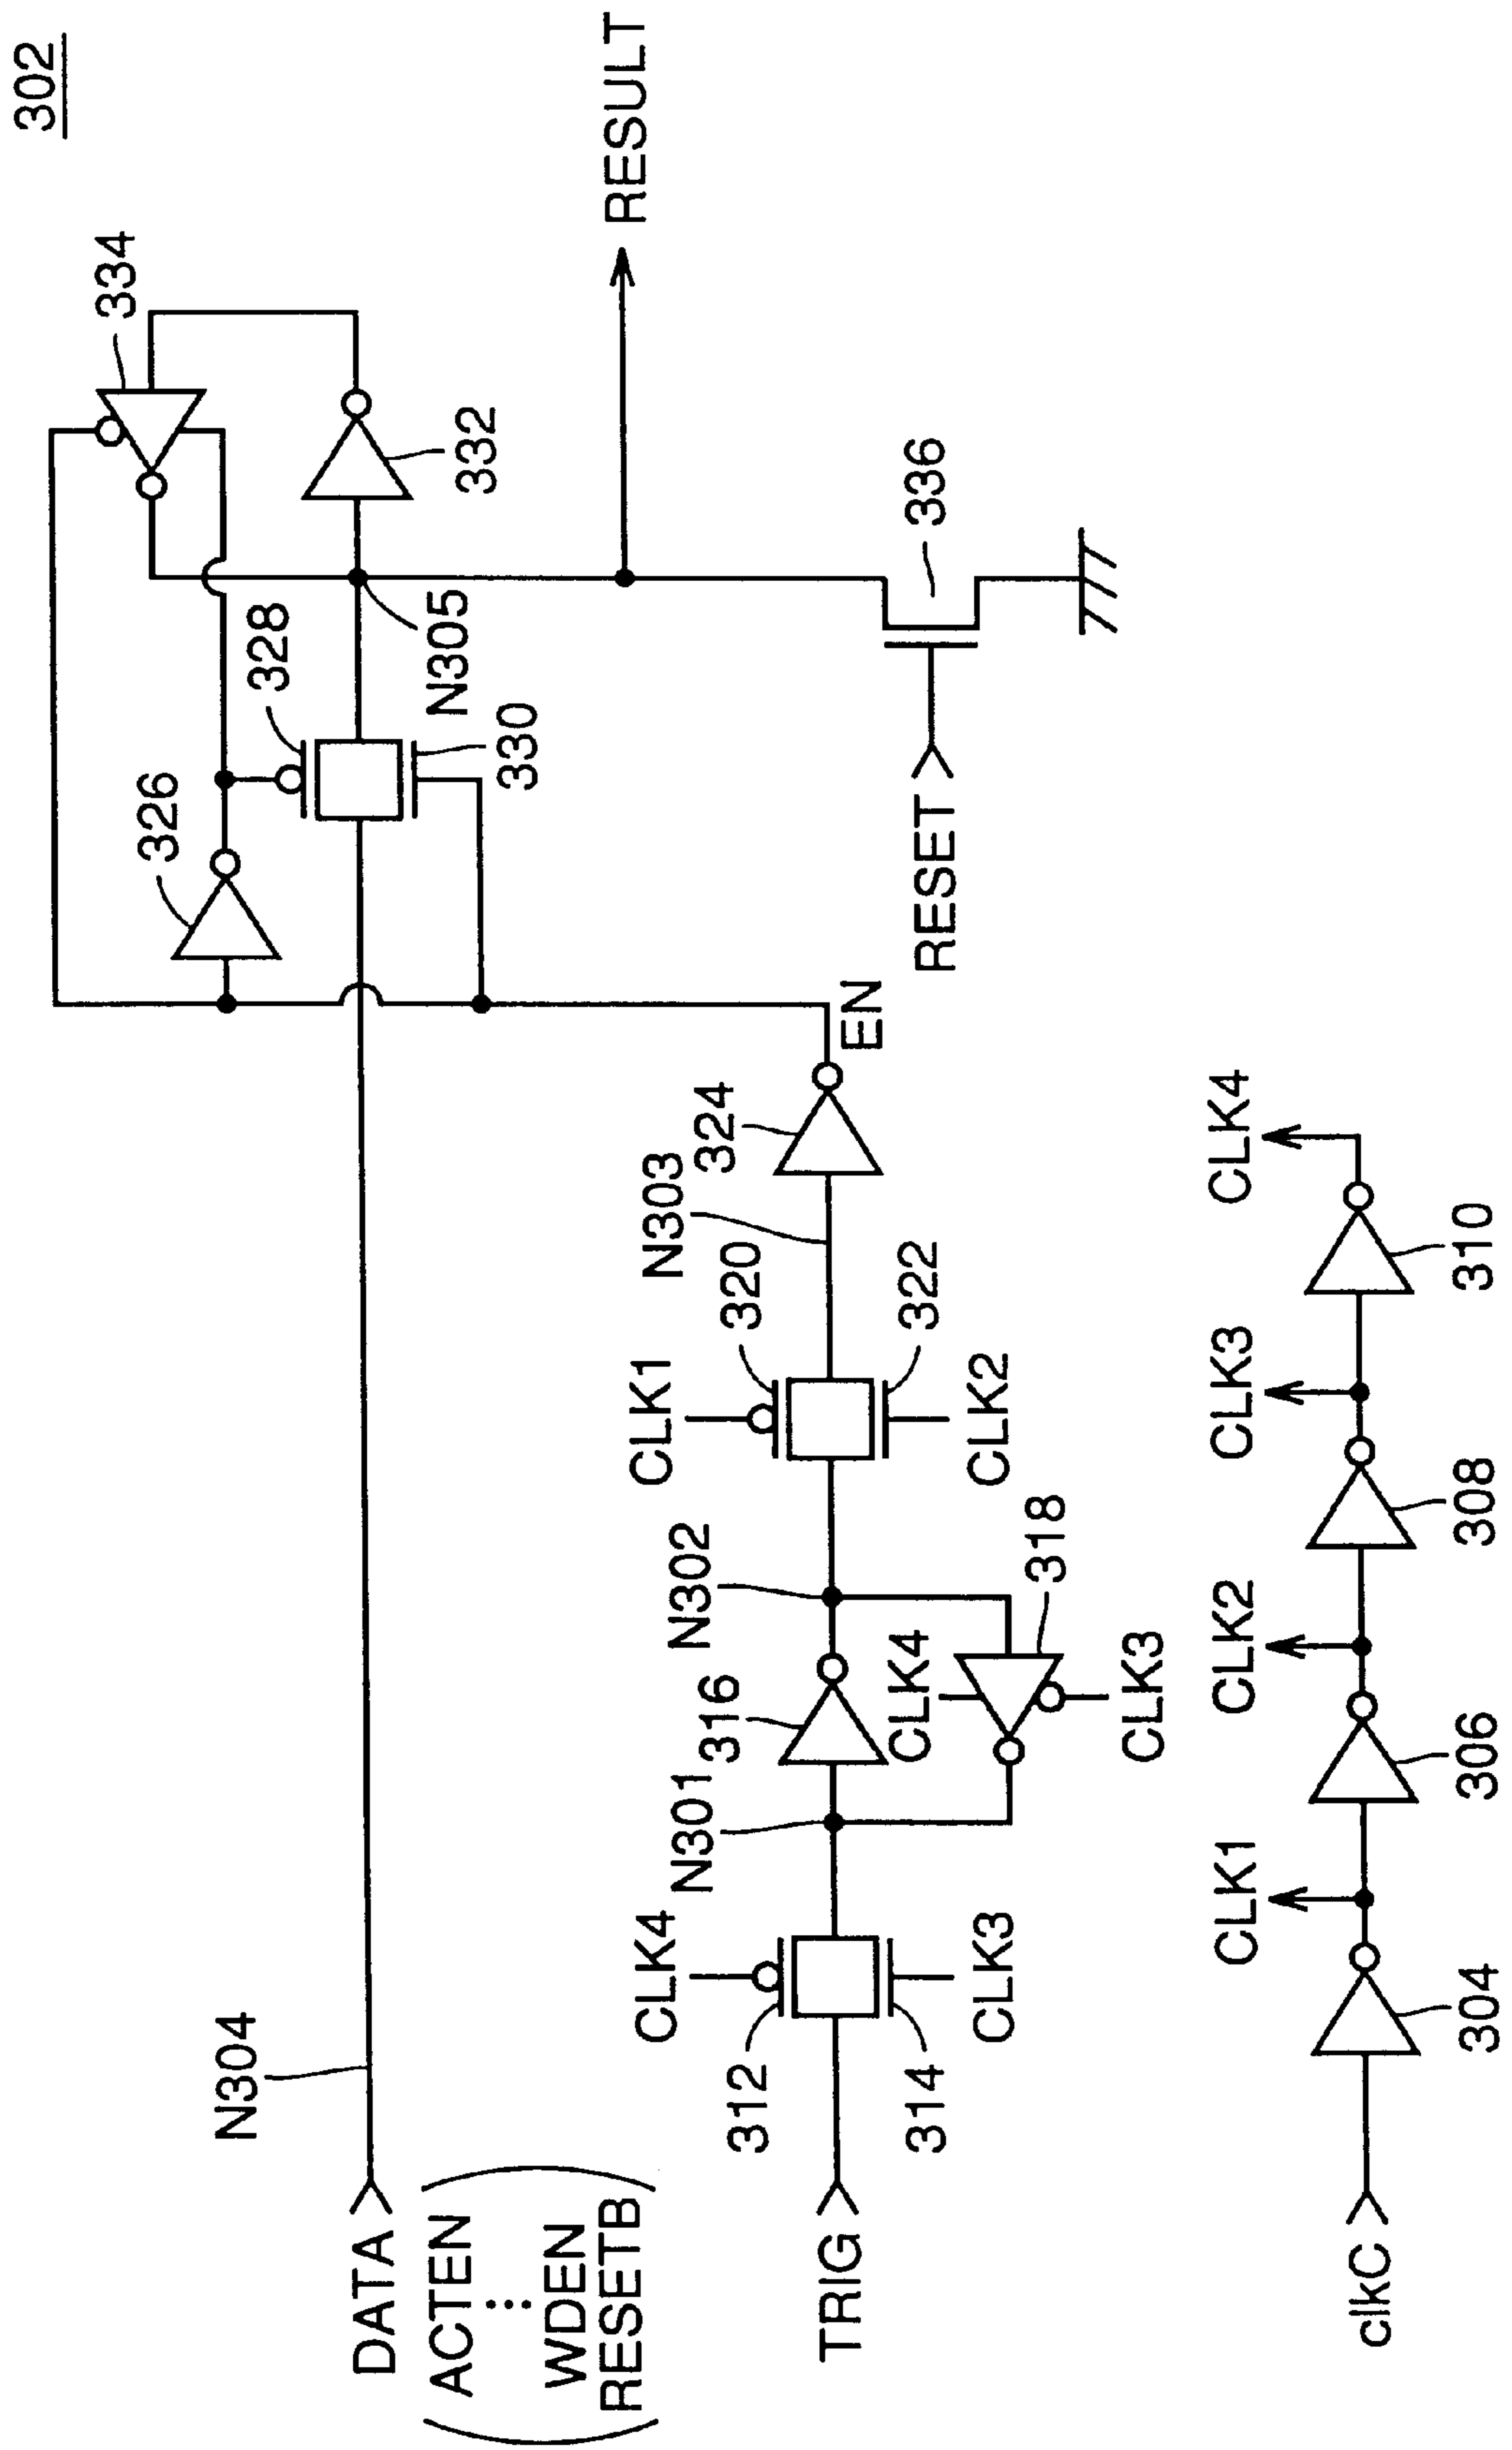 302
334
332
RESULT
328
N305
330
326
336
RESET
EN
324
N303
320
322
CLK1
CLK2
N302
318
316
CLK4
CLK3
N301
CLK4
CLK3
312
314
N304
DATA
ACTEN
⋮
WDEN
RESETB
TRIG
clkC
304
CLK1
306
CLK2
308
CLK3
310
CLK4